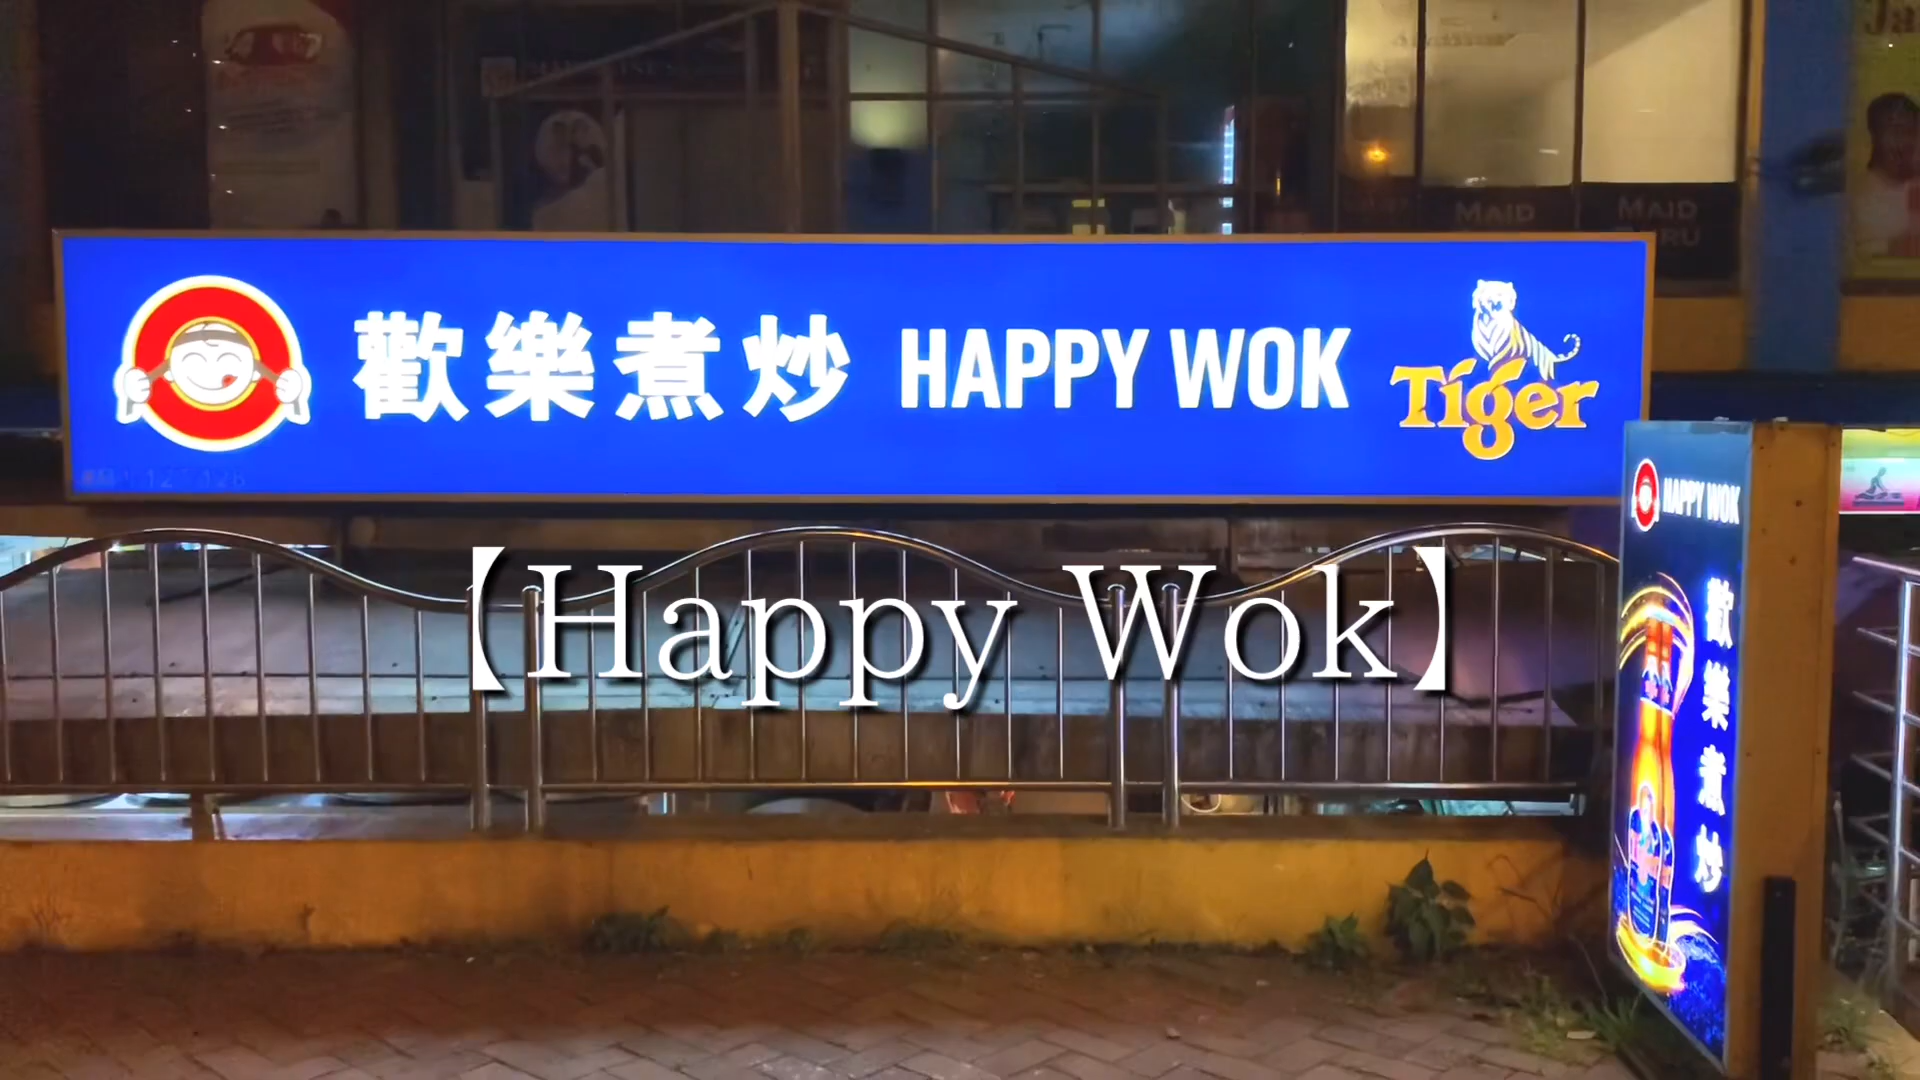 MAID
MAID
歡樂煮炒 HAPPY WOK Tiger
HAPPY WOK
歡樂煮炒
【Happy Wok】